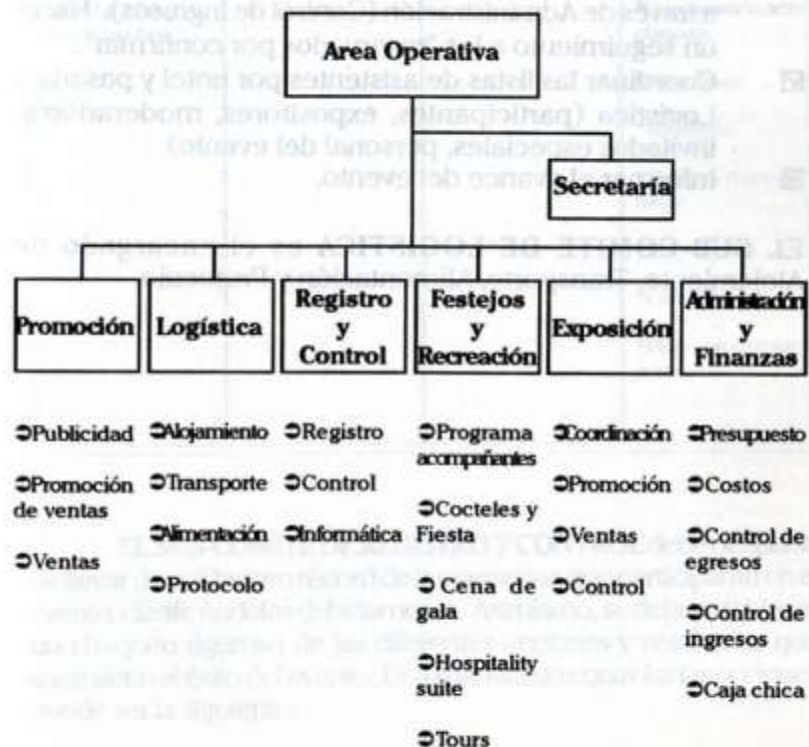 Area Operativa
Secretaría
Promoción
Logística
Registro
y
Control
Festejos
y
Recreación
Exposición
Administración
y
Finanzas
➲Publicidad
➲Promoción
de ventas
➲Ventas
➲Alojamiento
➲Transporte
➲Alimentación
➲Protocolo
➲Registro
➲Control
➲Informática
➲Programa
acompañantes
➲Cocteles y
Fiesta
➲Cena de
gala
➲Hospitality
suite
➲Tours
➲Coordinación
➲Promoción
➲Ventas
➲Control
➲Presupuesto
➲Costos
➲Control de
egresos
➲Control de
ingresos
➲Caja chica